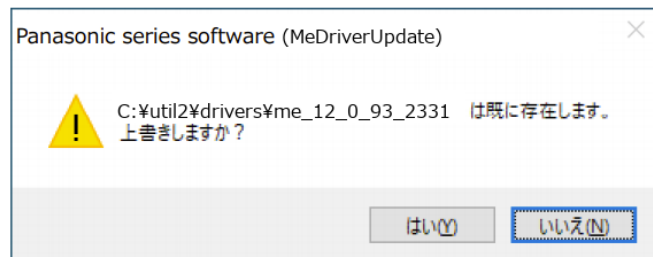 Panasonic series software (MeDriverUpdate)
C:¥util2¥drivers¥me_12_0_93_2331　は既に存在します。
上書きしますか？
はい(Y)
いいえ(N)